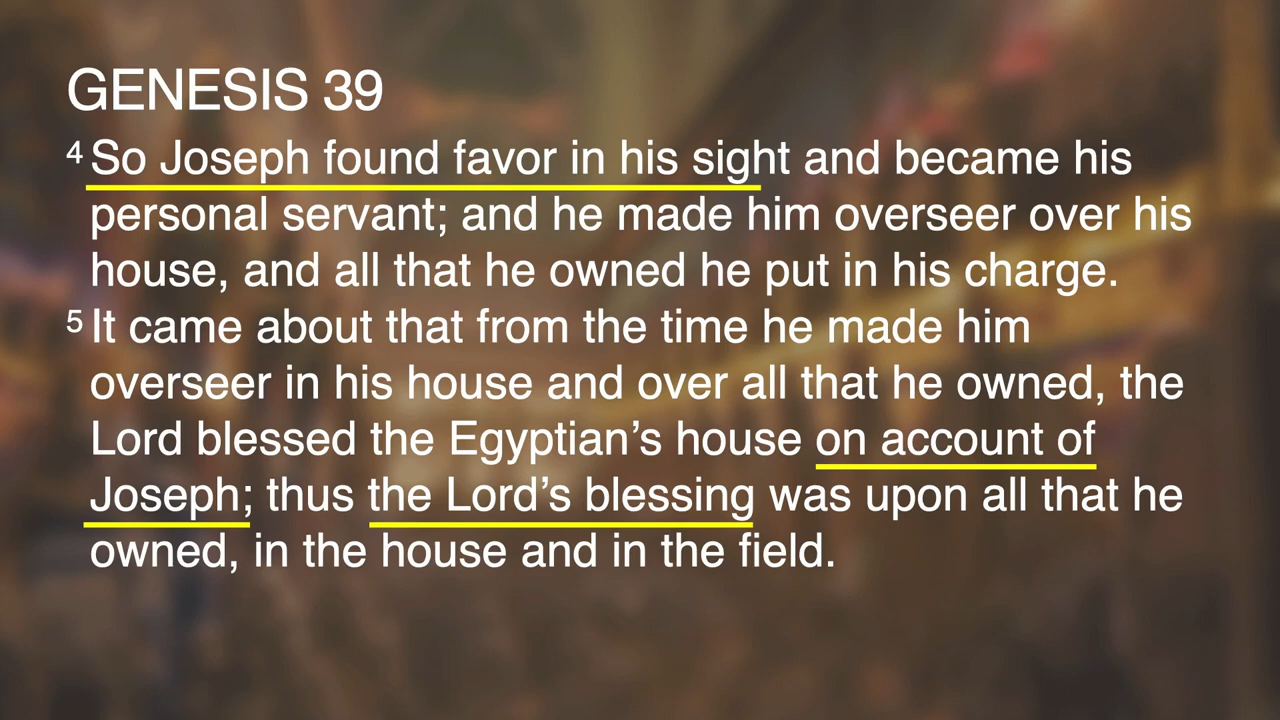 GENESIS 39
4 So Joseph found favor in his sight and became his
personal servant; and he made him overseer over his
house, and all that he owned he put in his charge.
5 It came about that from the time he made him
overseer in his house and over all that he owned, the
Lord blessed the Egyptian’s house on account of
Joseph; thus the Lord’s blessing was upon all that he
owned, in the house and in the field.